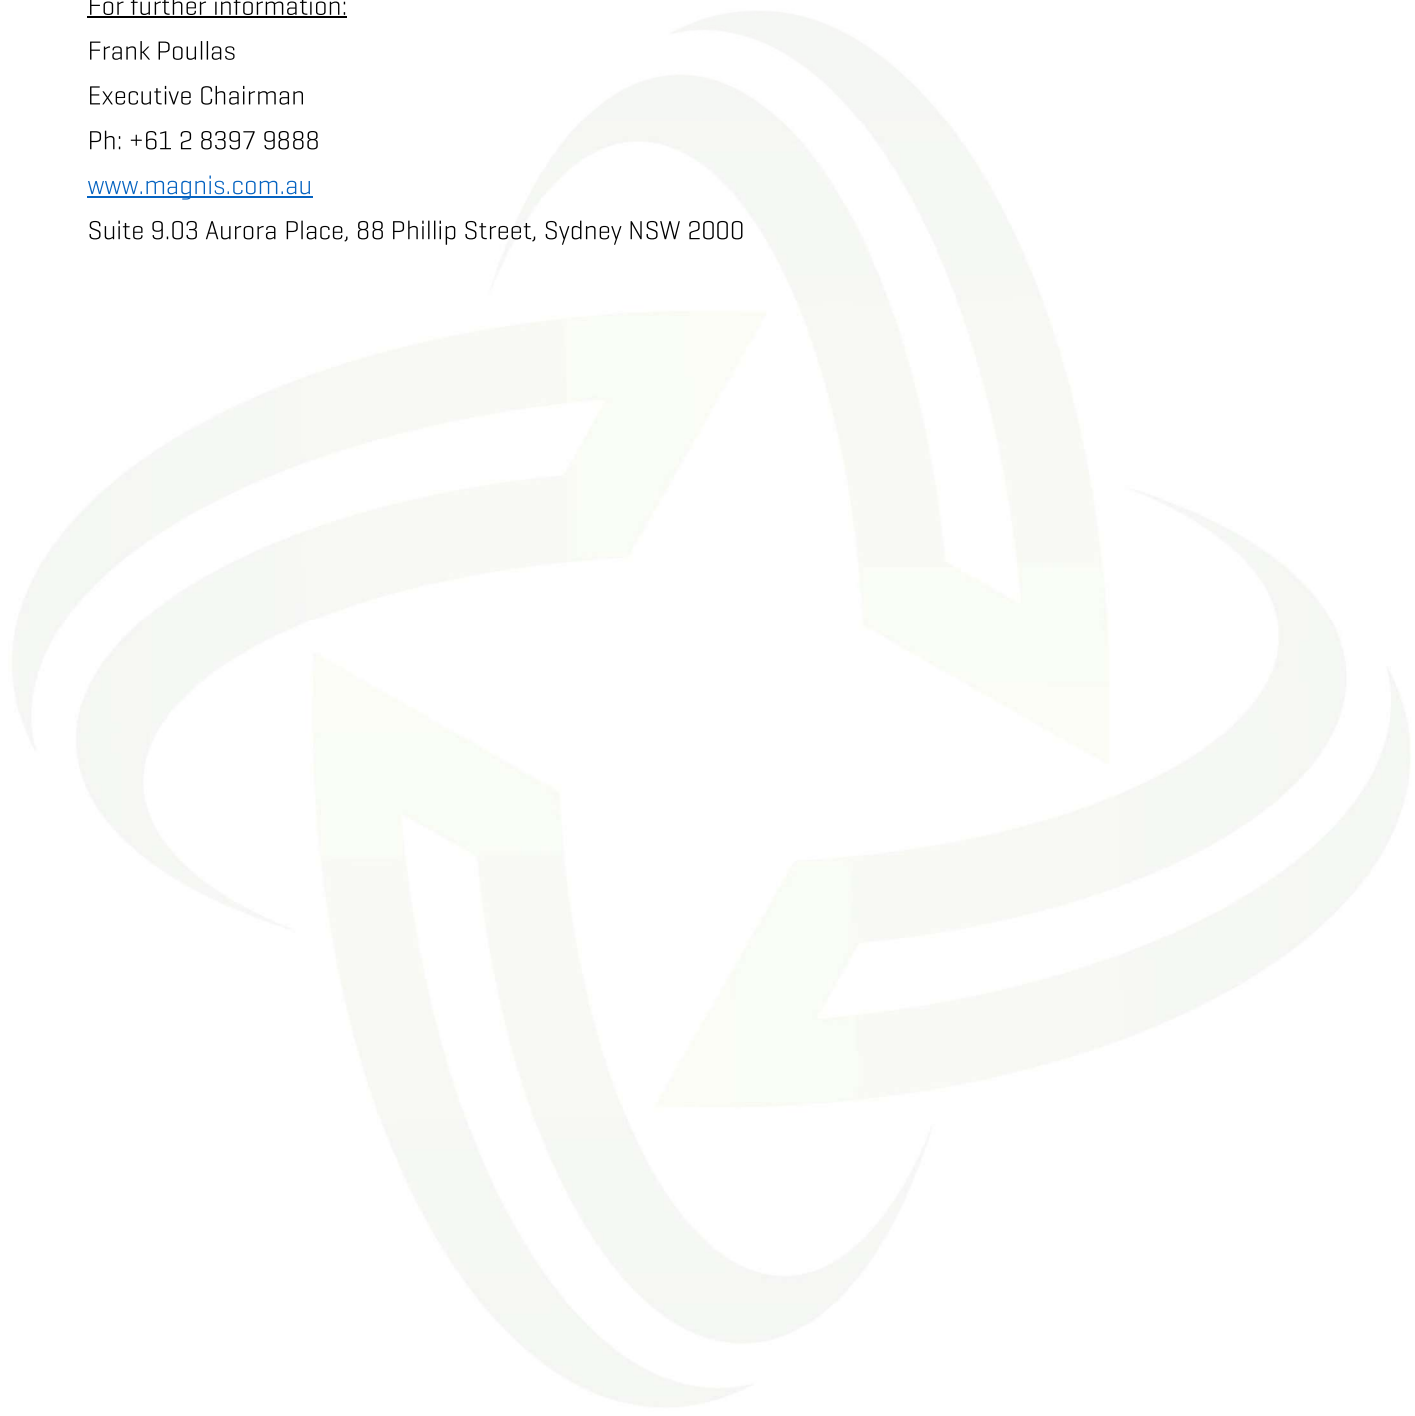 For further information:
Frank Poullas
Executive Chairman
Ph: +61 2 8397 9888
www.magnis.com.au
Suite 9.03 Aurora Place, 88 Phillip Street, Sydney NSW 2000